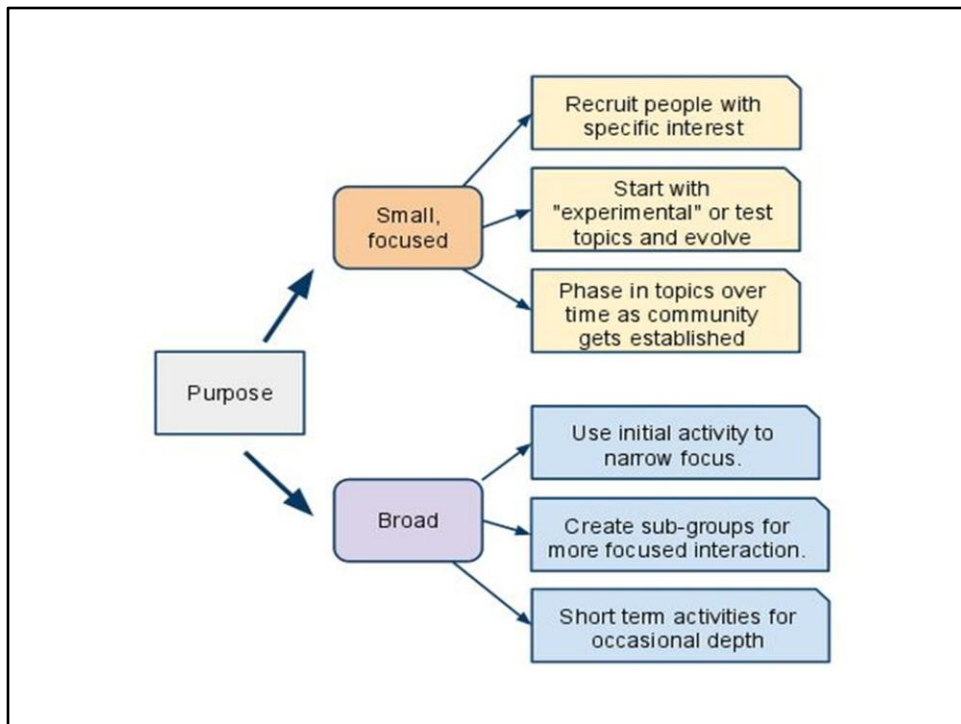 Purpose
Small,
focused
Recruit people with
specific interest
Start with
"experimental" or test
topics and evolve
Phase in topics over
time as community
gets established
Broad
Use initial activity to
narrow focus.
Create sub-groups for
more focused interaction.
Short term activities for
occasional depth